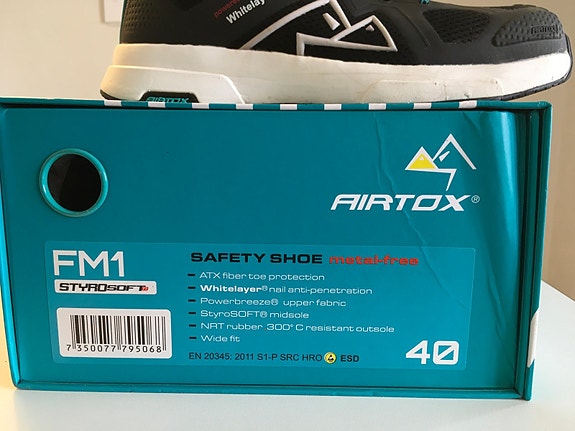 Whitelayer
AIRTOX
AIRTOX®
FM1
STYROSOFT
SAFETY SHOE metal-free
– ATX fiber toe protection
– Whitelayer® nail anti-penetration
– Powerbreeze® upper fabric
– StyroSOFT® midsole
– NRT rubber 300° C resistant outsole
– Wide fit
7 350077 795068
EN 20345: 2011 S1-P SRC HRO ESD
40